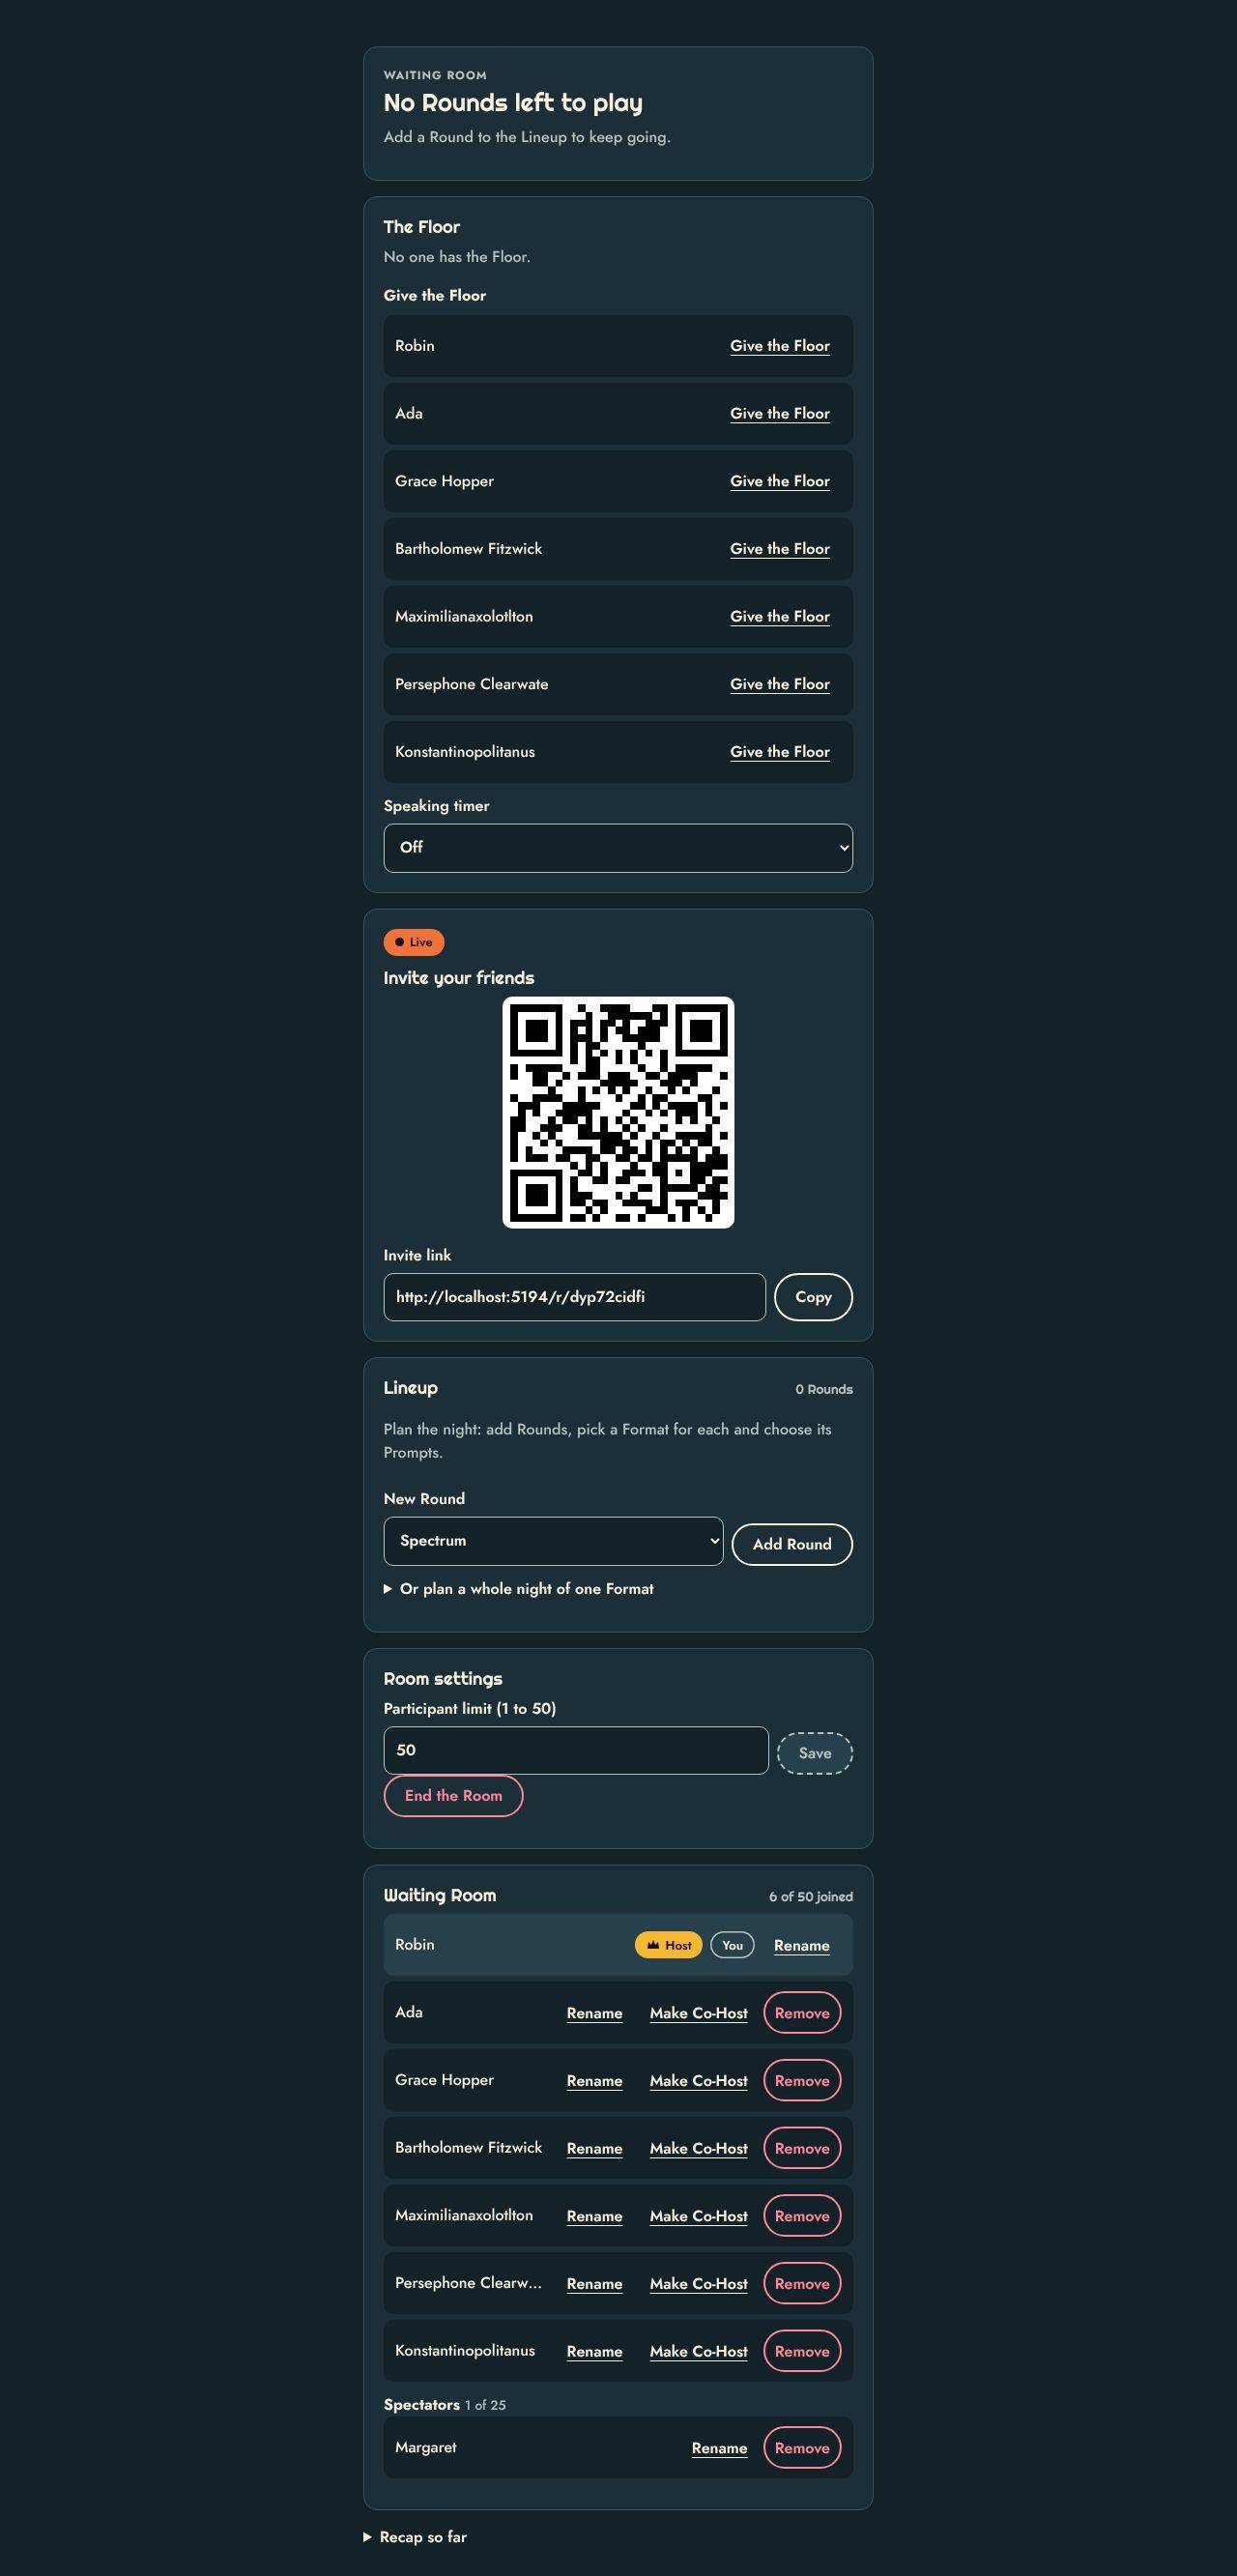 WAITING ROOM
No Rounds left to play
Add a Round to the Lineup to keep going.
The Floor
No one has the Floor.
Give the Floor
Robin Give the Floor
Ada Give the Floor
Grace Hopper Give the Floor
Bartholomew Fitzwick Give the Floor
Maximilianaxolotlton Give the Floor
Persephone Clearwate Give the Floor
Konstantinopolitanus Give the Floor
Speaking timer
Off
Live
Invite your friends
Invite link
http://localhost:5194/r/dyp72cidfi Copy
Lineup 0 Rounds
Plan the night: add Rounds, pick a Format for each and choose its
Prompts.
New Round
Spectrum Add Round
Or plan a whole night of one Format
Room settings
Participant limit (1 to 50)
50 Save
End the Room
Waiting Room 6 of 50 joined
Robin Host You Rename
Ada Rename Make Co-Host Remove
Grace Hopper Rename Make Co-Host Remove
Bartholomew Fitzwick Rename Make Co-Host Remove
Maximilianaxolotlton Rename Make Co-Host Remove
Persephone Clearw... Rename Make Co-Host Remove
Konstantinopolitanus Rename Make Co-Host Remove
Spectators 1 of 25
Margaret Rename Remove
Recap so far